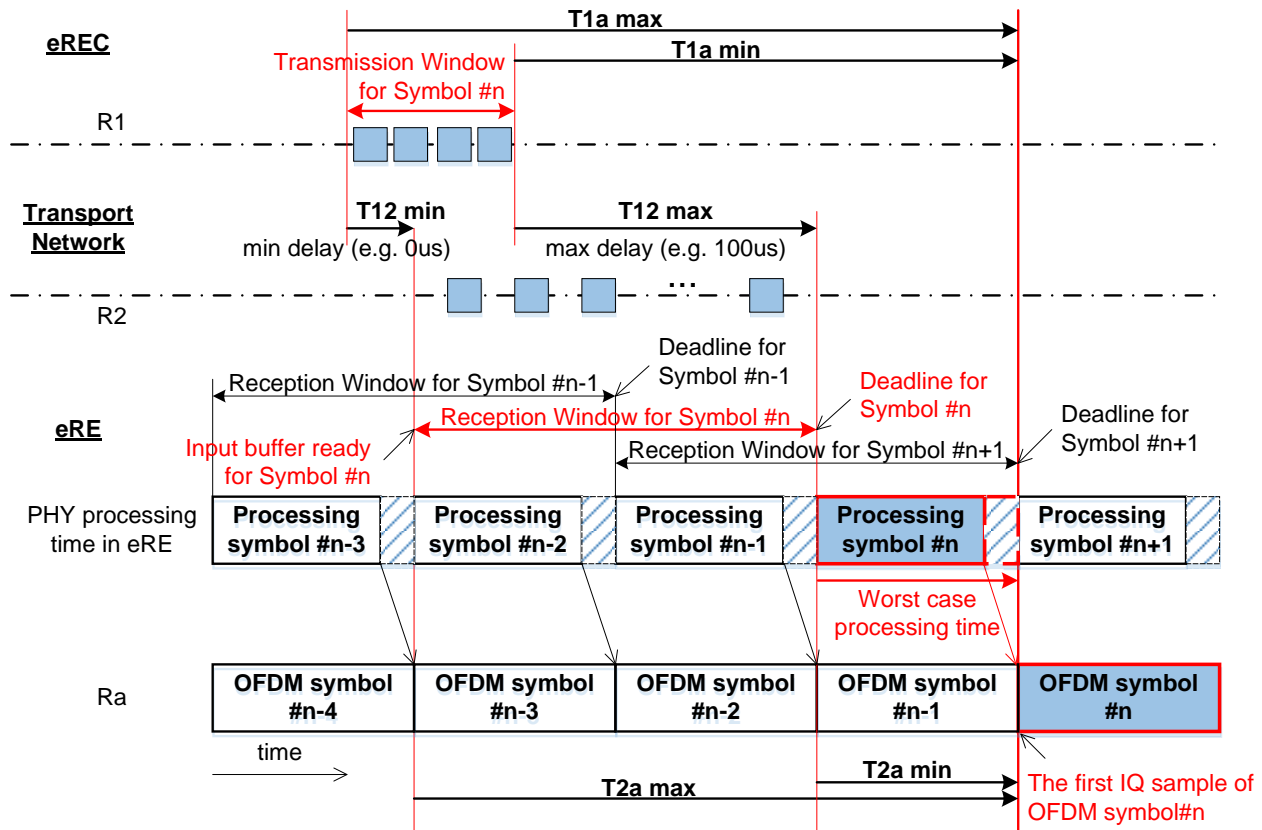 T1a max
eREC
T1a min
Transmission Window
for Symbol #n
R1
Transport
Network
T12 min
T12 max
min delay (e.g. 0us)
max delay (e.g. 100us)
...
R2
Deadline for
Symbol #n-1
Reception Window for Symbol #n-1
Deadline for
Symbol #n
eRE
Reception Window for Symbol #n
Deadline for
Symbol #n+1
Input buffer ready
for Symbol #n
Reception Window for Symbol #n+1
PHY processing
time in eRE
Processing
symbol #n-3
Processing
symbol #n-2
Processing
symbol #n-1
Processing
symbol #n
Processing
symbol #n+1
Worst case
processing time
Ra
OFDM symbol
#n-4
OFDM symbol
#n-3
OFDM symbol
#n-2
OFDM symbol
#n-1
OFDM symbol
#n
time
T2a min
T2a max
The first IQ sample of
OFDM symbol#n